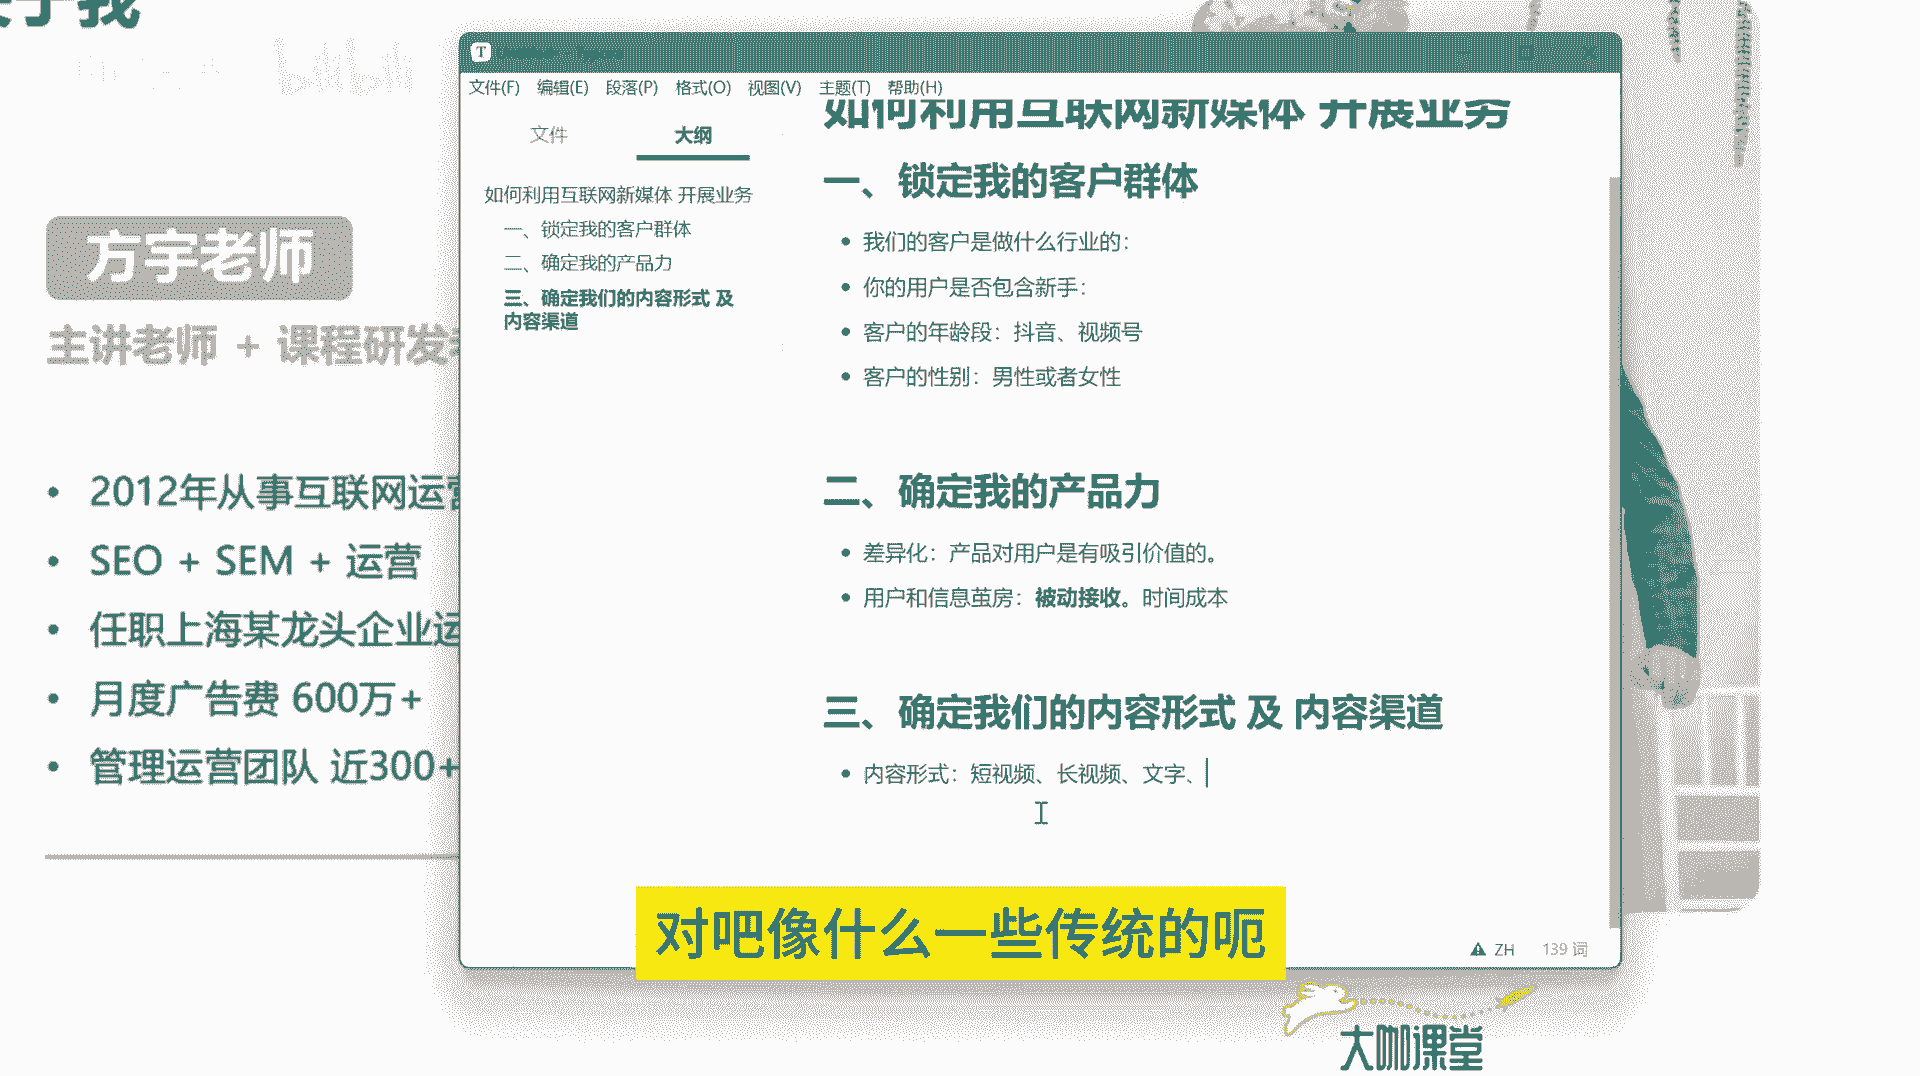 bilibili
方宇老师
主讲老师 + 课程研发
• 2012年从事互联网运营
• SEO + SEM + 运营
• 任职上海某龙头企业运
• 月度广告费 600万+
• 管理运营团队 近300+
T
文件(F) 编辑(E) 段落(P) 格式(O) 视图(V) 主题(T) 帮助(H)
文件 大纲
如何利用互联网新媒体 开展业务
一、锁定我的客户群体
二、确定我的产品力
三、确定我们的内容形式 及
内容渠道
如何利用互联网新媒体 开展业务
一、锁定我的客户群体
• 我们的客户是做什么行业的：
• 你的用户是否包含新手：
• 客户的年龄段：抖音、视频号
• 客户的性别：男性或者女性
二、确定我的产品力
• 差异化：产品对用户是有吸引价值的。
• 用户和信息茧房：被动接收。时间成本
三、确定我们的内容形式 及 内容渠道
• 内容形式：短视频、长视频、文字、
ZH 139 词
对吧像什么一些传统的呃
大咖课堂